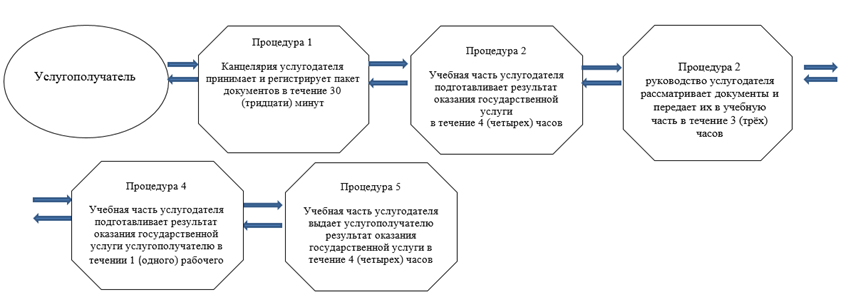 Услугополучатель
Процедура 1
Канцелярия услугодателя
принимает и регистрирует пакет
документов в течение 30
(тридцати) минут
Процедура 2
Учебная часть услугодателя
подготавливает результат
оказания государственной
услуги
в течение 4 (четырех) часов
Процедура 2
руководство услугодателя
рассматривает документы и
передает их в учебную
часть в течение 3 (трёх)
часов
Процедура 4
Учебная часть услугодателя
подготавливает результат
оказания государственной
услуги услугополучателю в
течении 1 (одного) рабочего
Процедура 5
Учебная часть услугодателя
выдает услугополучателю
результат оказания
государственной услуги в
течение 4 (четырех) часов